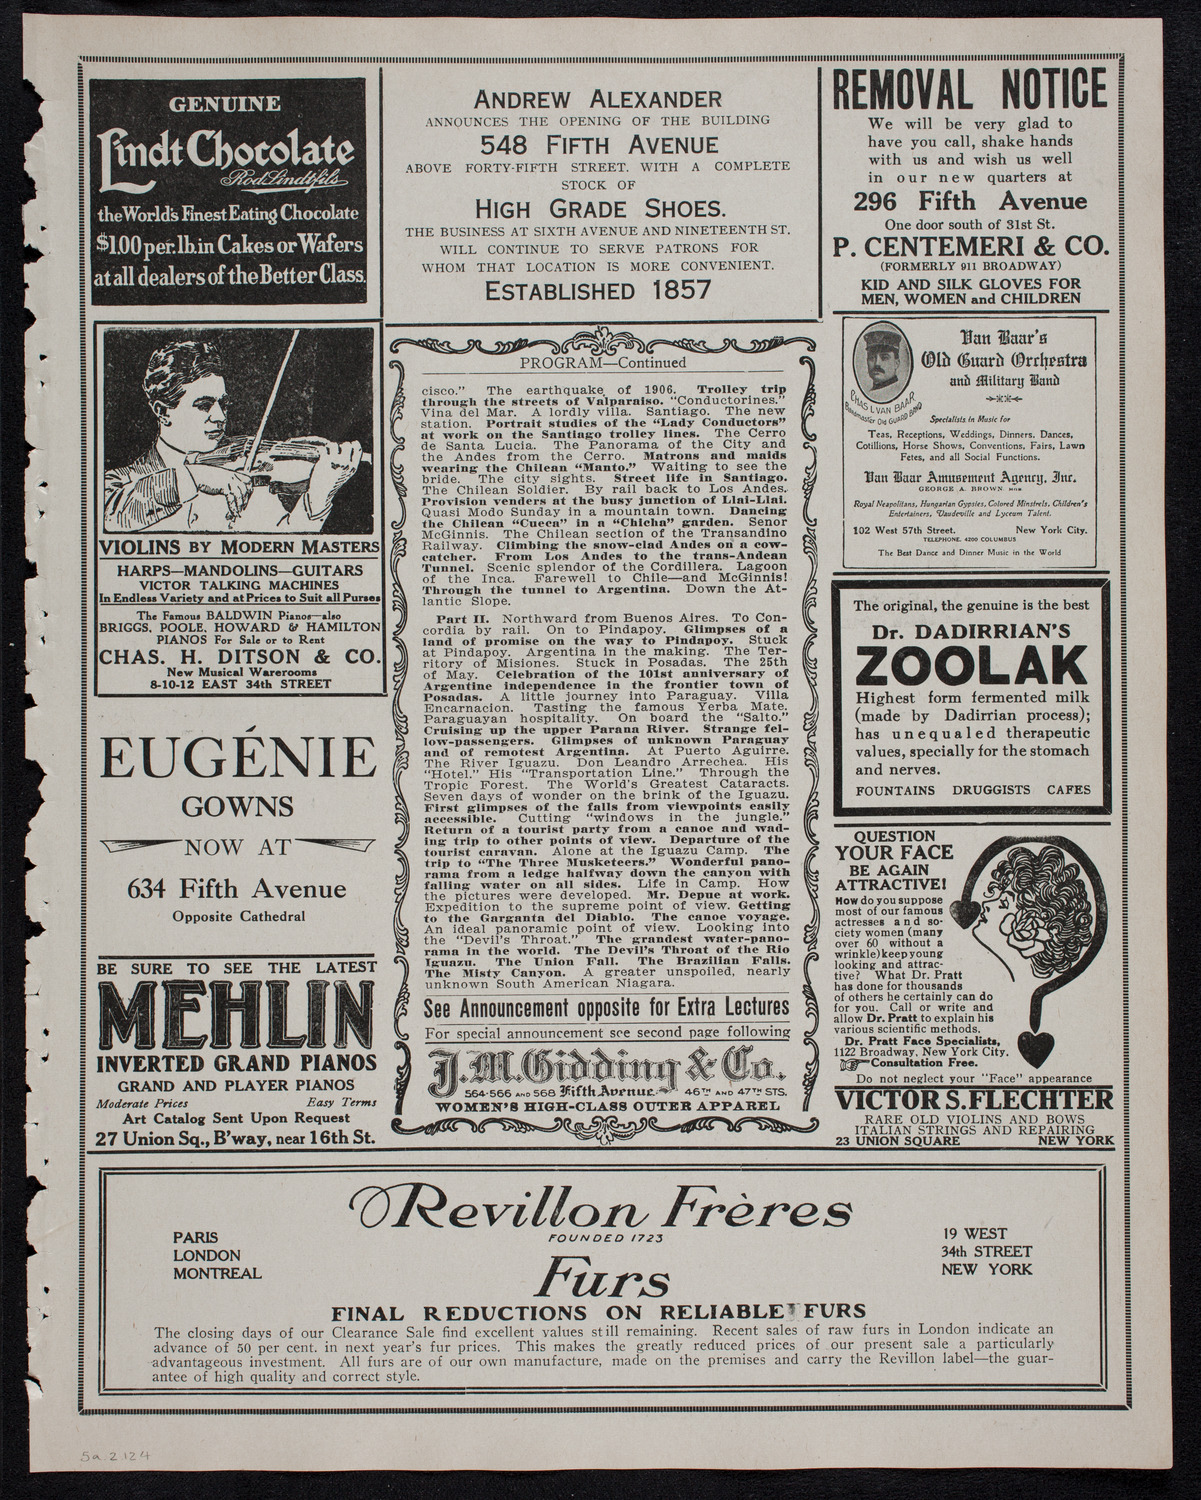 GENUINE
Lindt Chocolate
Rod. Lindt fils
the World's Finest Eating Chocolate
$1.00 per. lb. in Cakes or Wafers
at all dealers of the Better Class.
ANDREW ALEXANDER
ANNOUNCES THE OPENING OF THE BUILDING
548 FIFTH AVENUE
ABOVE FORTY-FIFTH STREET. WITH A COMPLETE
STOCK OF
HIGH GRADE SHOES.
THE BUSINESS AT SIXTH AVENUE AND NINETEENTH ST.
WILL CONTINUE TO SERVE PATRONS FOR
WHOM THAT LOCATION IS MORE CONVENIENT.
ESTABLISHED 1857
REMOVAL NOTICE
We will be very glad to
have you call, shake hands
with us and wish us well
in our new quarters at
296 Fifth Avenue
One door south of 31st St.
P. CENTEMERI & CO.
(FORMERLY 911 BROADWAY)
KID AND SILK GLOVES FOR
MEN, WOMEN and CHILDREN
VIOLINS BY MODERN MASTERS
HARPS—MANDOLINS—GUITARS
VICTOR TALKING MACHINES
In Endless Variety and at Prices to Suit all Purses
The Famous BALDWIN Pianos—also
BRIGGS, POOLE, HOWARD & HAMILTON
PIANOS For Sale or to Rent
CHAS. H. DITSON & CO.
New Musical Warerooms
8-10-12 EAST 34th STREET
EUGÉNIE
GOWNS
NOW AT
634 Fifth Avenue
Opposite Cathedral
BE SURE TO SEE THE LATEST
MEHLIN
INVERTED GRAND PIANOS
GRAND AND PLAYER PIANOS
Moderate Prices Easy Terms
Art Catalog Sent Upon Request
27 Union Sq., B'way, near 16th St.
PROGRAM—Continued
cisco." The earthquake of 1906. Trolley trip
through the streets of Valparaiso. "Conductorines."
Vina del Mar. A lordly villa. Santiago. The new
station. Portrait studies of the "Lady Conductors"
at work on the Santiago trolley lines. The Cerro
de Santa Lucia. The Panorama of the City and
the Andes from the Cerro. Matrons and maids
wearing the Chilean "Manto." Waiting to see the
bride. The city sights. Street life in Santiago.
The Chilean Soldier. By rail back to Los Andes.
Provision venders at the busy junction of Llai-Llai.
Quasi Modo Sunday in a mountain town. Dancing
the Chilean "Cueca" in a "Chicha" garden. Senor
McGinnis. The Chilean section of the Transandino
Railway. Climbing the snow-clad Andes on a cow-
catcher. From Los Andes to the trans-Andean
Tunnel. Scenic splendor of the Cordillera. Lagoon
of the Inca. Farewell to Chile—and McGinnis!
Through the tunnel to Argentina. Down the At-
lantic Slope.
Part II. Northward from Buenos Aires. To Con-
cordia by rail. On to Pindapoy. Glimpses of a
land of promise on the way to Pindapoy. Stuck
at Pindapoy. Argentina in the making. The Ter-
ritory of Misiones. Stuck in Posadas. The 25th
of May. Celebration of the 101st anniversary of
Argentine independence in the frontier town of
Posadas. A little journey into Paraguay. Villa
Encarnacion. Tasting the famous Yerba Mate.
Paraguayan hospitality. On board the "Salto."
Cruising up the upper Parana River. Strange fel-
low-passengers. Glimpses of unknown Paraguay
and of remotest Argentina. At Puerto Aguirre.
The River Iguazu. Don Leandro Arrechea. His
"Hotel." His "Transportation Line." Through the
Tropic Forest. The World's Greatest Cataracts.
Seven days of wonder on the brink of the Iguazu.
First glimpses of the falls from viewpoints easily
accessible. Cutting "windows in the jungle."
Return of a tourist party from a canoe and wad-
ing trip to other points of view. Departure of the
tourist caravan. Alone at the Iguazu Camp. The
trip to "The Three Musketeers." Wonderful pano-
rama from a ledge halfway down the canyon with
falling water on all sides. Life in Camp. How
the pictures were developed. Mr. Depue at work.
Expedition to the supreme point of view. Getting
to the Garganta del Diablo. The canoe voyage.
An ideal panoramic point of view. Looking into
the "Devil's Throat." The grandest water-pano-
rama in the world. The Devil's Throat of the Rio
Iguazu. The Union Fall. The Brazilian Falls.
The Misty Canyon. A greater unspoiled, nearly
unknown South American Niagara.
See Announcement opposite for Extra Lectures
For special announcement see second page following
J. M. Gidding & Co.
564-566 AND 568 Fifth Avenue. 46TH AND 47TH STS.
WOMEN'S HIGH-CLASS OUTER APPAREL
CHAS L VAN BAAR
Bandmaster OLD GUARD BAND
Van Baar's
Old Guard Orchestra
and Military Band
Specialists in Music for
Teas, Receptions, Weddings, Dinners, Dances,
Cotillions, Horse Shows, Conventions, Fairs, Lawn
Fetes, and all Social Functions.
Van Baar Amusement Agency, Inc.
GEORGE A. BROWN MGR
Royal Neapolitans, Hungarian Gypsies, Colored Minstrels, Children's
Entertainers, Vaudeville and Lyceum Talent.
102 West 57th Street. New York City.
TELEPHONE, 4200 COLUMBUS
The Best Dance and Dinner Music in the World
The original, the genuine is the best
Dr. DADIRRIAN'S
ZOOLAK
Highest form fermented milk
(made by Dadirrian process);
has unequaled therapeutic
values, specially for the stomach
and nerves.
FOUNTAINS DRUGGISTS CAFES
QUESTION
YOUR FACE
BE AGAIN
ATTRACTIVE!
How do you suppose
most of our famous
actresses and so-
ciety women (many
over 60 without a
wrinkle) keep young
looking and attrac-
tive? What Dr. Pratt
has done for thousands
of others he certainly can do
for you. Call or write and
allow Dr. Pratt to explain his
various scientific methods.
Dr. Pratt Face Specialists,
1122 Broadway, New York City.
Consultation Free.
Do not neglect your "Face" appearance
VICTOR S. FLECHTER
RARE OLD VIOLINS AND BOWS
ITALIAN STRINGS AND REPAIRING
23 UNION SQUARE NEW YORK
Revillon Frères
FOUNDED 1723
PARIS
LONDON
MONTREAL
19 WEST
34th STREET
NEW YORK
Furs
FINAL REDUCTIONS ON RELIABLE FURS
The closing days of our Clearance Sale find excellent values still remaining. Recent sales of raw furs in London indicate an
advance of 50 per cent. in next year's fur prices. This makes the greatly reduced prices of our present sale a particularly
advantageous investment. All furs are of our own manufacture, made on the premises and carry the Revillon label—the guar-
antee of high quality and correct style.
5a.2.12.4